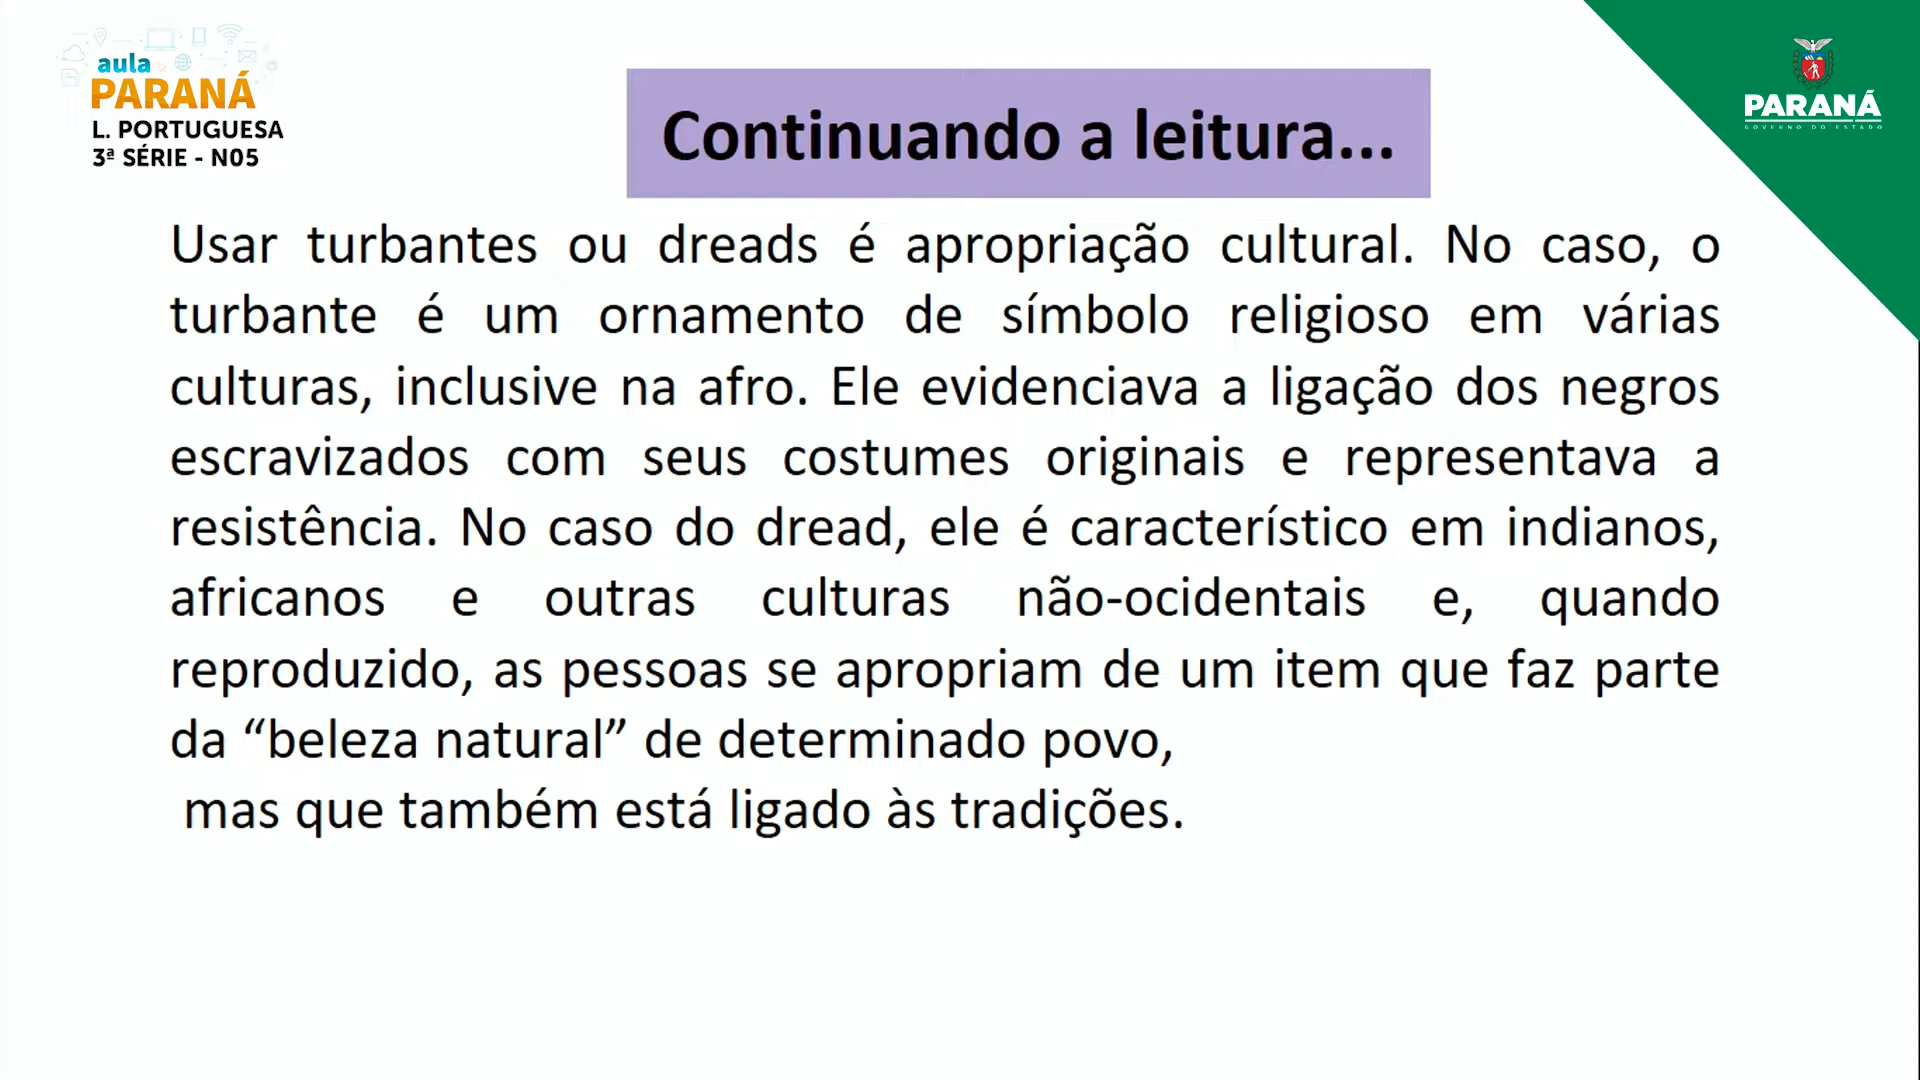 aula
PARANÁ
L. PORTUGUESA
3ª SÉRIE - N05
PARANÁ
GOVERNO DO ESTADO
Continuando a leitura...
Usar turbantes ou dreads é apropriação cultural. No caso, o
turbante é um ornamento de símbolo religioso em várias
culturas, inclusive na afro. Ele evidenciava a ligação dos negros
escravizados com seus costumes originais e representava a
resistência. No caso do dread, ele é característico em indianos,
africanos e outras culturas não-ocidentais e, quando
reproduzido, as pessoas se apropriam de um item que faz parte
da “beleza natural” de determinado povo,
mas que também está ligado às tradições.